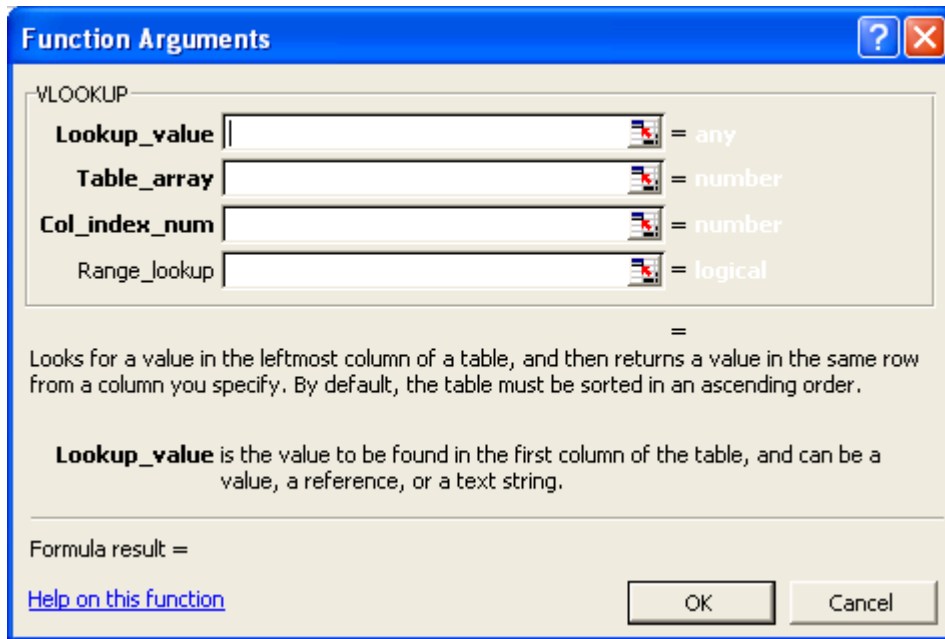 Function Arguments
VLOOKUP
Lookup_value = any
Table_array = number
Col_index_num = number
Range_lookup = logical
=
Looks for a value in the leftmost column of a table, and then returns a value in the same row
from a column you specify. By default, the table must be sorted in an ascending order.
Lookup_value is the value to be found in the first column of the table, and can be a
value, a reference, or a text string.
Formula result =
Help on this function
OK
Cancel